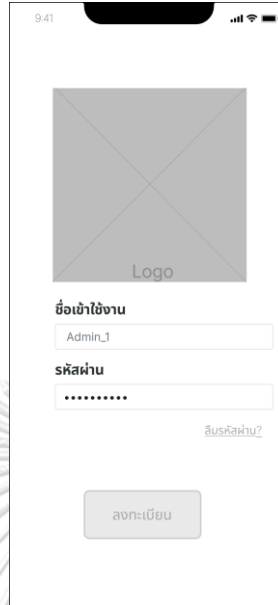 9:41
Logo
ชื่อเข้าใช้งาน
Admin_1
รหัสผ่าน
••••••••••
ลืมรหัสผ่าน?
ลงทะเบียน